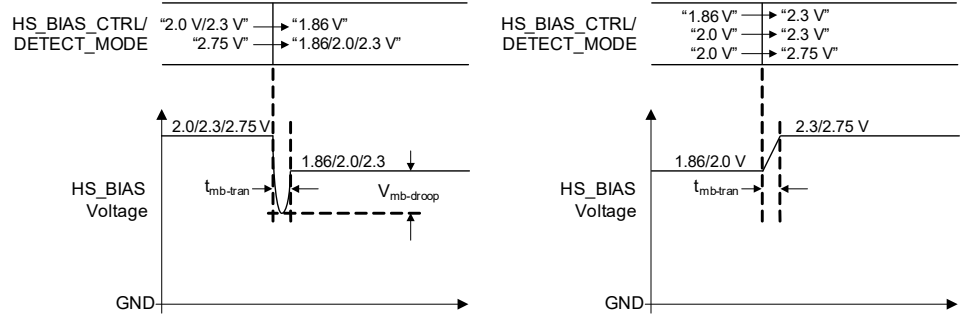 HS_BIAS_CTRL/
DETECT_MODE
“2.0 V/2.3 V” “1.86 V”
“2.75 V” “1.86/2.0/2.3 V”
2.0/2.3/2.75 V
1.86/2.0/2.3
tmb-tran
Vmb-droop
HS_BIAS
Voltage
GND
HS_BIAS_CTRL/
DETECT_MODE
“1.86 V” “2.3 V”
“2.0 V” “2.3 V”
“2.0 V” “2.75 V”
2.3/2.75 V
1.86/2.0 V
tmb-tran
HS_BIAS
Voltage
GND